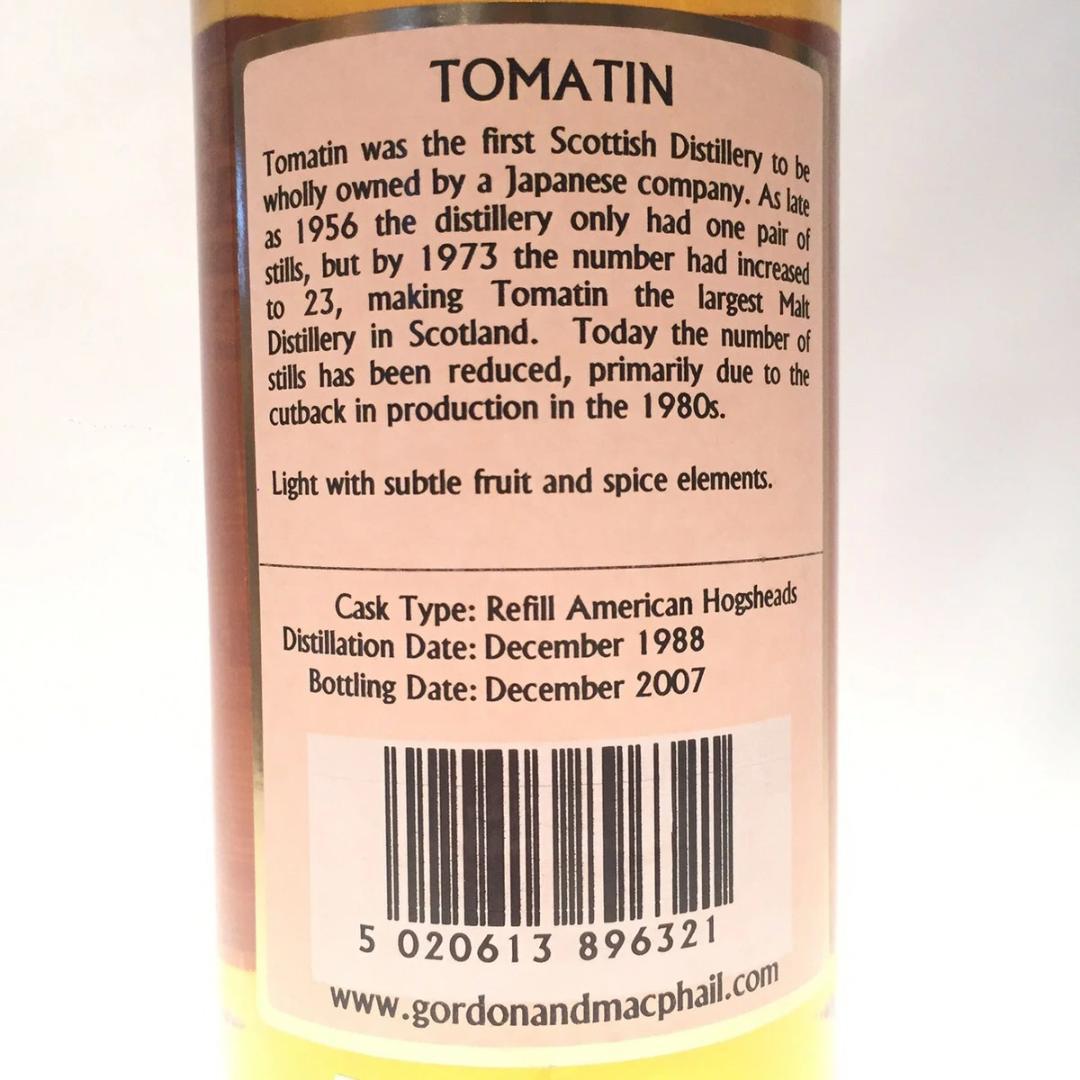 TOMATIN
Tomatin was the first Scottish Distillery to be
wholly owned by a Japanese company. As late
as 1956 the distillery only had one pair of
stills, but by 1973 the number had increased
to 23, making Tomatin the largest Malt
Distillery in Scotland. Today the number of
stills has been reduced, primarily due to the
cutback in production in the 1980s.
Light with subtle fruit and spice elements.
Cask Type: Refill American Hogsheads
Distillation Date: December 1988
Bottling Date: December 2007
5 020613 896321
www.gordonandmacphail.com